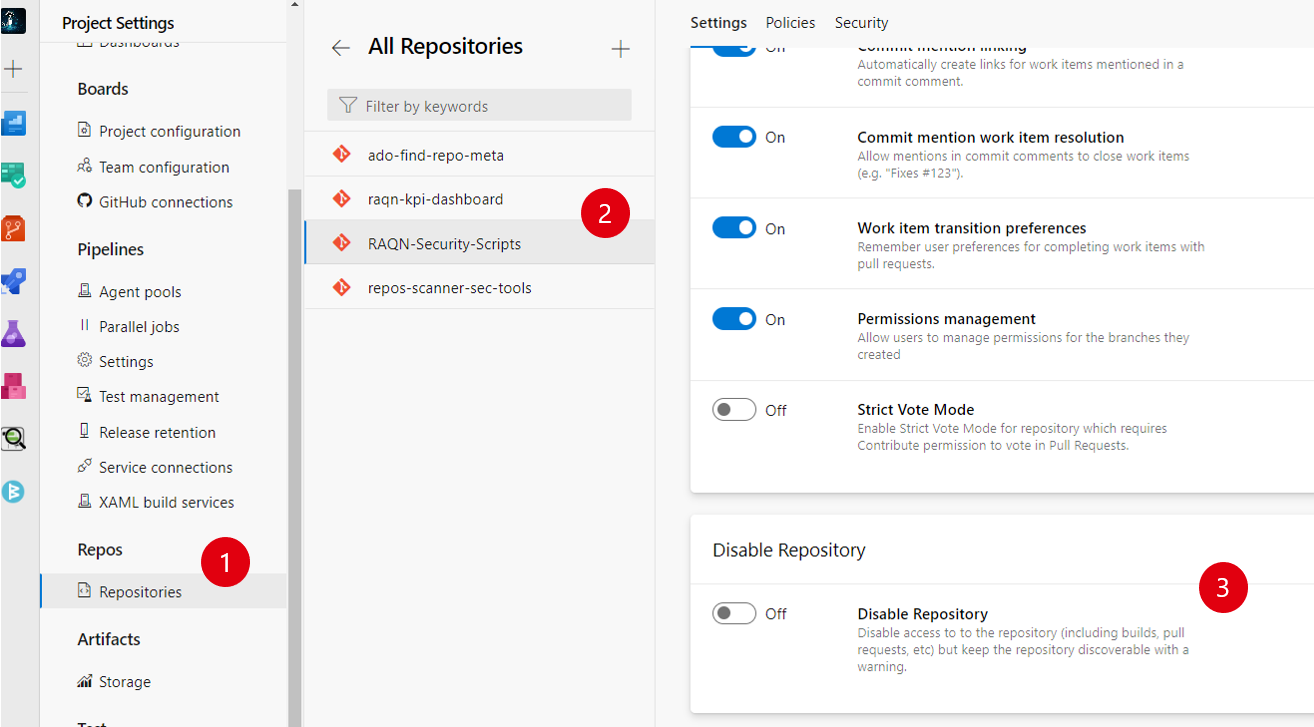 Project Settings
Dashboards
Boards
Project configuration
Team configuration
GitHub connections
Pipelines
Agent pools
Parallel jobs
Settings
Test management
Release retention
Service connections
XAML build services
Repos
1
Repositories
Artifacts
Storage
Test
All Repositories
Filter by keywords
ado-find-repo-meta
raqn-kpi-dashboard
2
RAQN-Security-Scripts
repos-scanner-sec-tools
Settings Policies Security
On Commit mention linking
Automatically create links for work items mentioned in a
commit comment.
On Commit mention work item resolution
Allow mentions in commit comments to close work items
(e.g. "Fixes #123").
On Work item transition preferences
Remember user preferences for completing work items with
pull requests.
On Permissions management
Allow users to manage permissions for the branches they
created
Off Strict Vote Mode
Enable Strict Vote Mode for repository which requires
Contribute permission to vote in Pull Requests.
Disable Repository
3
Off Disable Repository
Disable access to to the repository (including builds, pull
requests, etc) but keep the repository discoverable with a
warning.